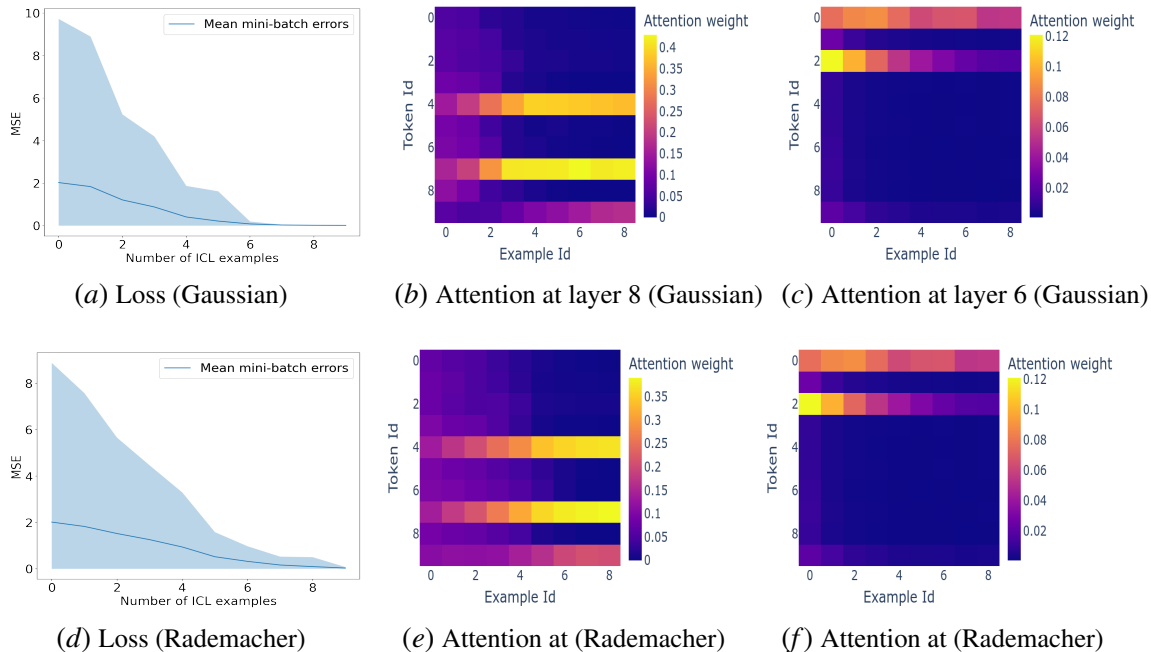 10
8
6
4
2
0
MSE
Mean mini-batch errors
0 2 4 6 8
Number of ICL examples
(a) Loss (Gaussian)
0
2
4
6
8
Token Id
0 2 4 6 8
Example Id
Attention weight
0.4
0.35
0.3
0.25
0.2
0.15
0.1
0.05
0
(b) Attention at layer 8 (Gaussian)
0
2
4
6
8
Token Id
0 2 4 6 8
Example Id
Attention weight
0.12
0.1
0.08
0.06
0.04
0.02
(c) Attention at layer 6 (Gaussian)
8
6
4
2
0
MSE
Mean mini-batch errors
0 2 4 6 8
Number of ICL examples
(d) Loss (Rademacher)
0
2
4
6
8
Token Id
0 2 4 6 8
Example Id
Attention weight
0.35
0.3
0.25
0.2
0.15
0.1
0.05
0
(e) Attention at (Rademacher)
0
2
4
6
8
Token Id
0 2 4 6 8
Example Id
Attention weight
0.12
0.1
0.08
0.06
0.04
0.02
(f) Attention at (Rademacher)